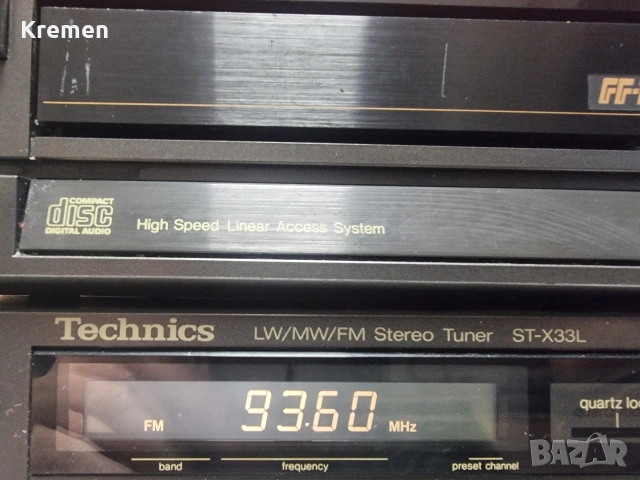 Kremen
COMPACT
disc
DIGITAL AUDIO
High Speed Linear Access System
Technics
LW/MW/FM Stereo Tuner ST-X33L
FM 93.60 MHz
quartz
band frequency preset channel
BAZAR